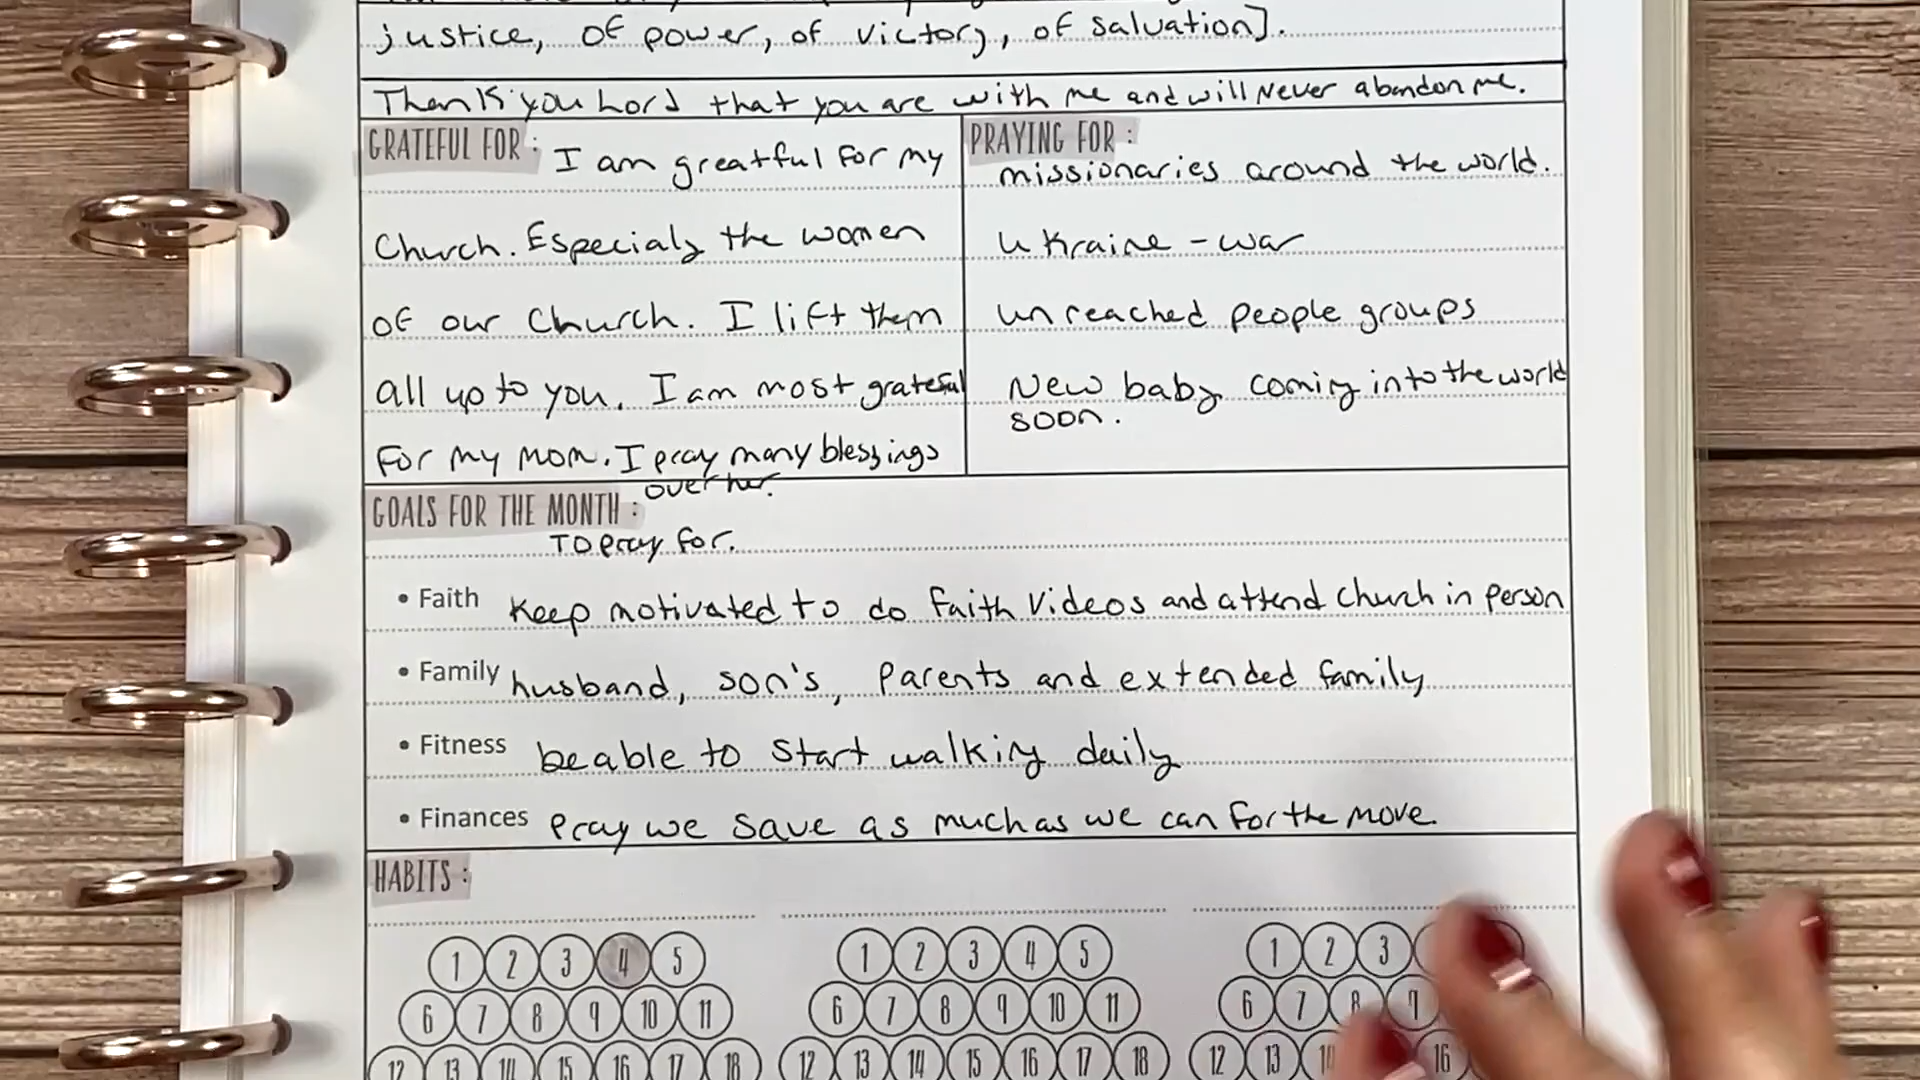 justice, of power, of victory, of salvation].
Thank you Lord that you are with me and will Never abandon me.
GRATEFUL FOR : I am greatful for my
Church. Especialy the women
of our Church. I lift them
all up to you. I am most grateful
for my mom. I pray many blessings
over her.
PRAYING FOR :
missionaries around the world.
Ukraine - war
unreached people groups
New baby coming into the world
soon.
GOALS FOR THE MONTH :
To pray for.
• Faith Keep motivated to do faith videos and attend Church in person
• Family husband, son's, Parents and extended family
• Fitness be able to start walking daily
• Finances Pray we save as much as we can for the move.
HABITS :
1 2 3 4 5
6 7 8 9 10 11
12 13 14 15 16 17 18
1 2 3 4 5
6 7 8 9 10 11
12 13 14 15 16 17 18
1 2 3
6 7 8 9
12 13 16